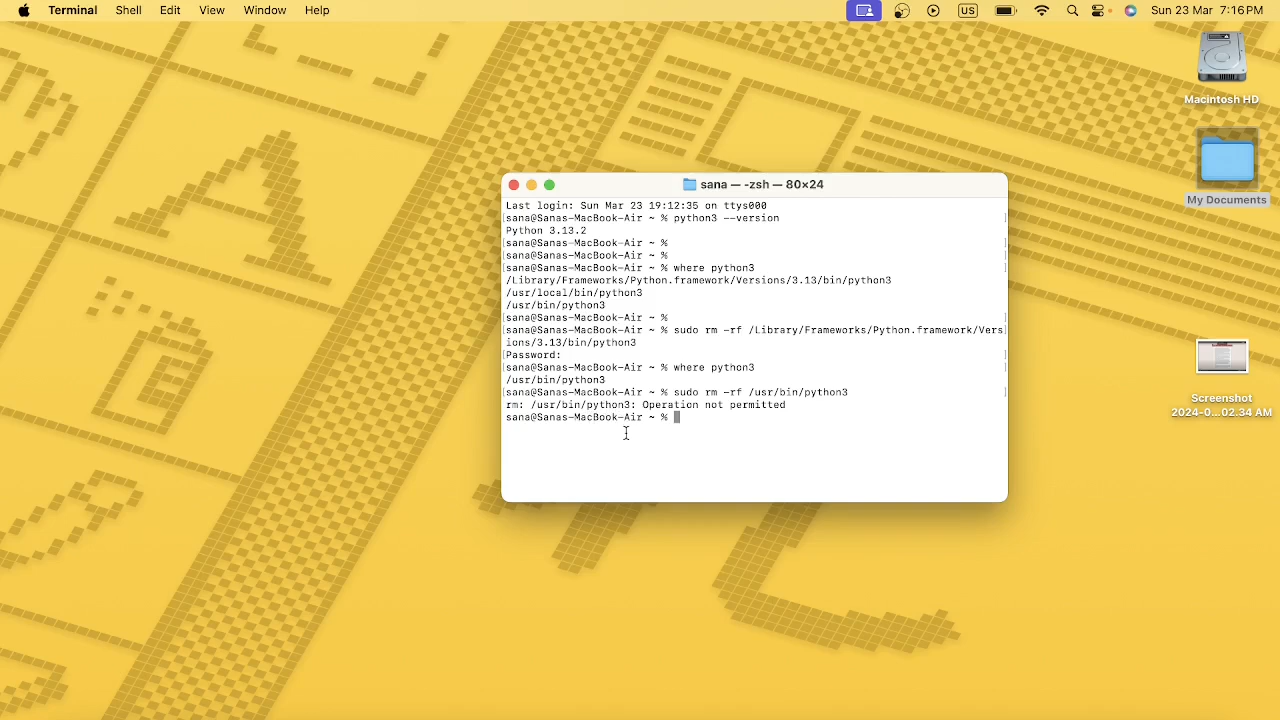 Terminal Shell Edit View Window Help US Sun 23 Mar 7:16 PM
Macintosh HD
My Documents
Screenshot
2024-0...02.34 AM
sana — -zsh — 80×24
Last login: Sun Mar 23 19:12:35 on ttys000
[sana@Sanas-MacBook-Air ~ % python3 --version ]
Python 3.13.2
[sana@Sanas-MacBook-Air ~ % ]
[sana@Sanas-MacBook-Air ~ % ]
[sana@Sanas-MacBook-Air ~ % where python3 ]
/Library/Frameworks/Python.framework/Versions/3.13/bin/python3
/usr/local/bin/python3
/usr/bin/python3
[sana@Sanas-MacBook-Air ~ % ]
[sana@Sanas-MacBook-Air ~ % sudo rm -rf /Library/Frameworks/Python.framework/Vers]
ions/3.13/bin/python3
[Password: ]
[sana@Sanas-MacBook-Air ~ % where python3 ]
/usr/bin/python3
[sana@Sanas-MacBook-Air ~ % sudo rm -rf /usr/bin/python3 ]
rm: /usr/bin/python3: Operation not permitted
sana@Sanas-MacBook-Air ~ %